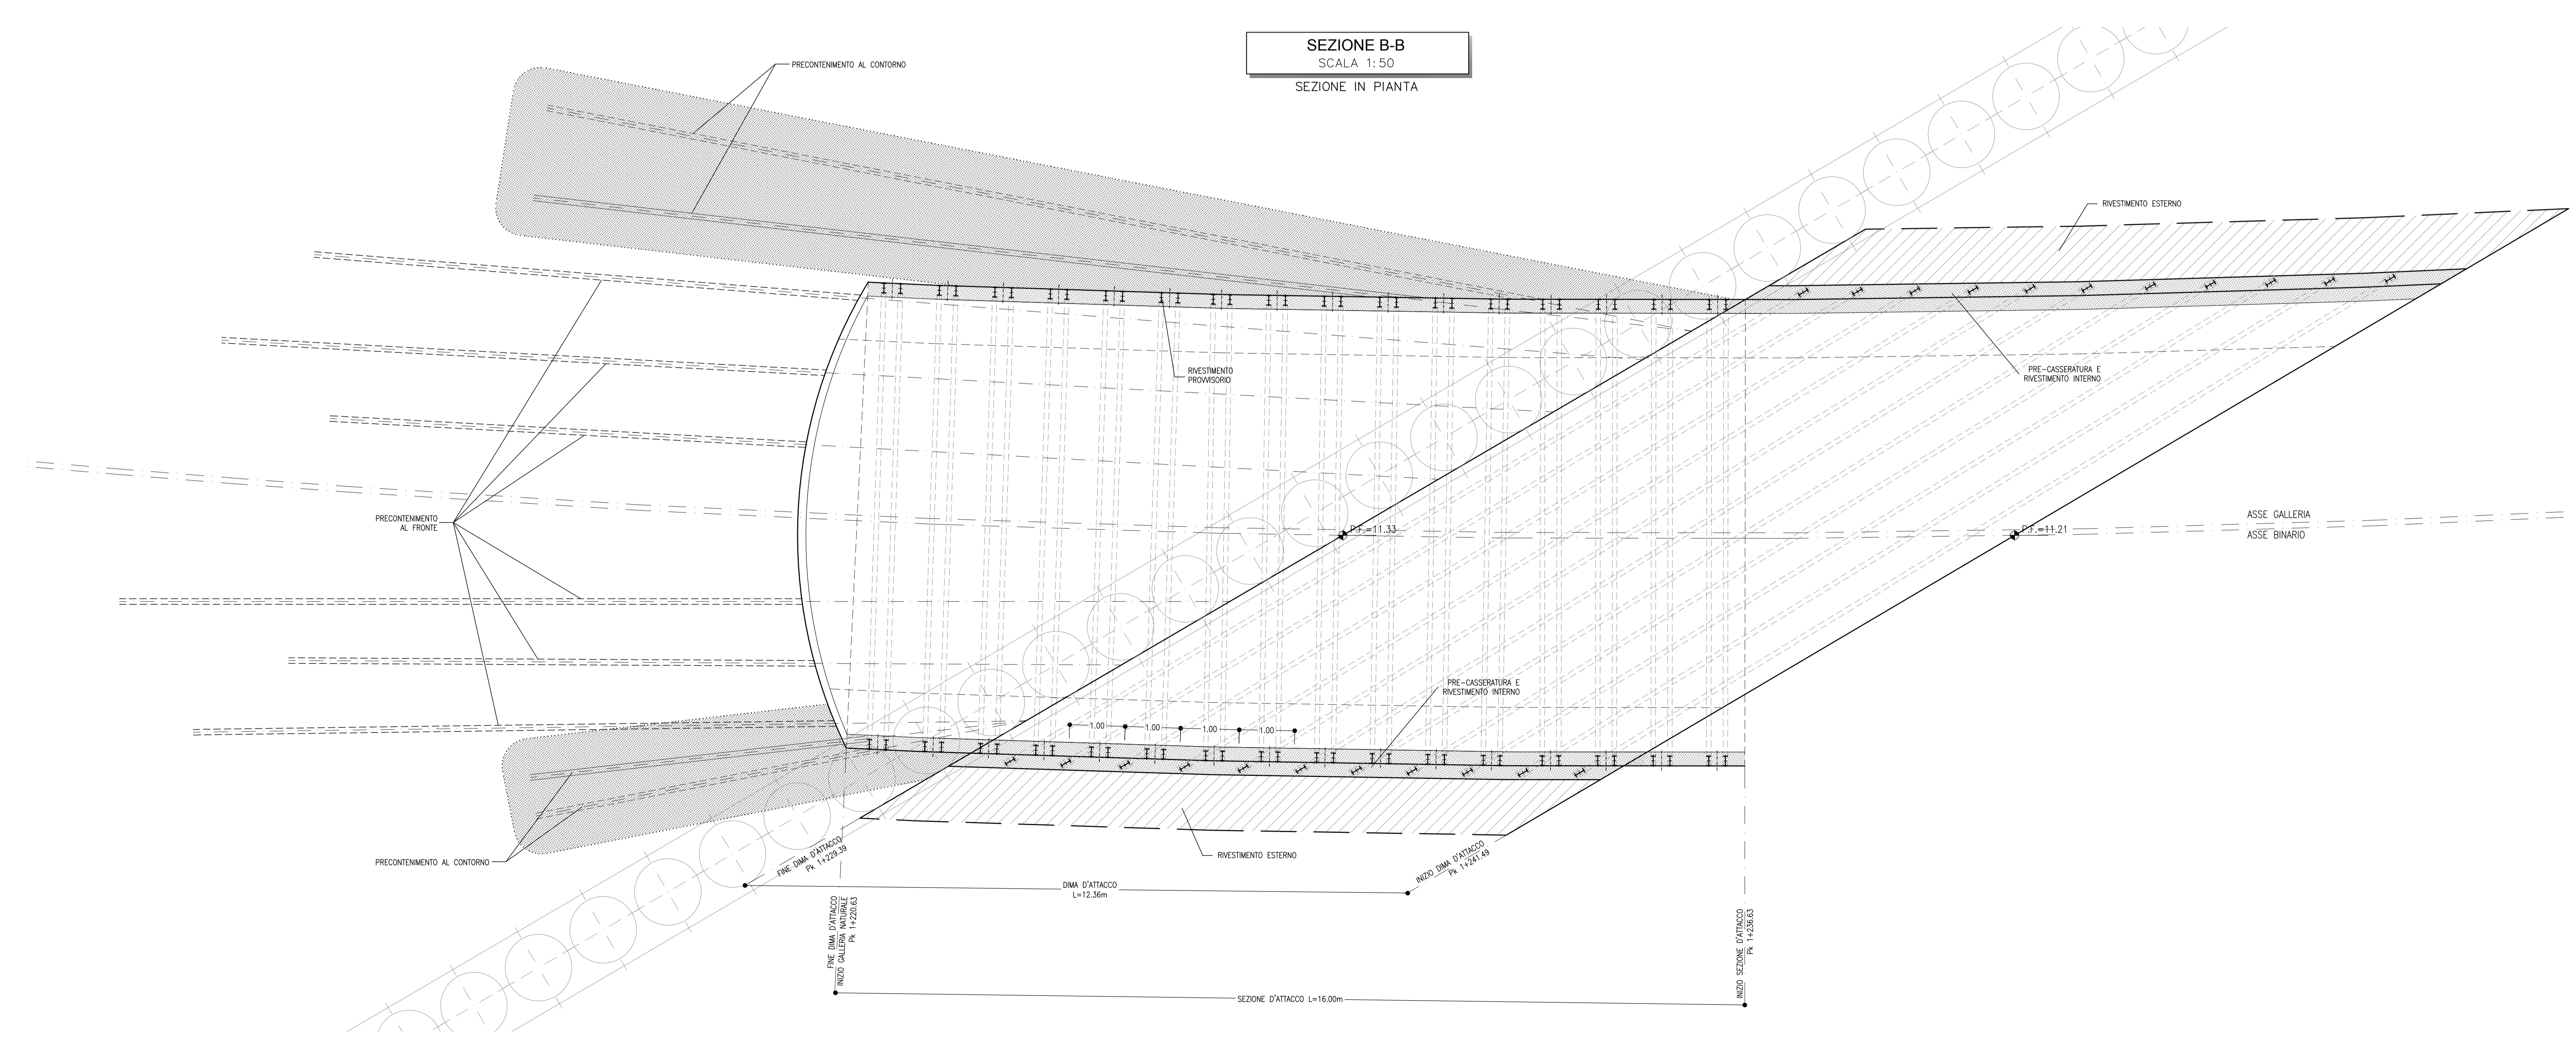 SEZIONE B-B
SCALA 1:50
SEZIONE IN PIANTA
PRECONTENIMENTO AL CONTORNO
RIVESTIMENTO ESTERNO
RIVESTIMENTO
PROVVISORIO
PRE-CASSERATURA E
RIVESTIMENTO INTERNO
PRECONTENIMENTO
AL FRONTE
P.F.=11.33
P.F.=11.21
ASSE GALLERIA
ASSE BINARIO
PRE-CASSERATURA E
RIVESTIMENTO INTERNO
1.00
1.00
1.00
1.00
PRECONTENIMENTO AL CONTORNO
RIVESTIMENTO ESTERNO
FINE DIMA D'ATTACCO
Pk 1+229.39
INIZIO DIMA D'ATTACCO
Pk 1+241.49
DIMA D'ATTACCO
L=12.36m
FINE DIMA D'ATTACCO
INIZIO GALLERIA NATURALE
Pk 1+220.63
INIZIO SEZIONE D'ATTACCO
Pk 1+236.63
SEZIONE D'ATTACCO L=16.00m